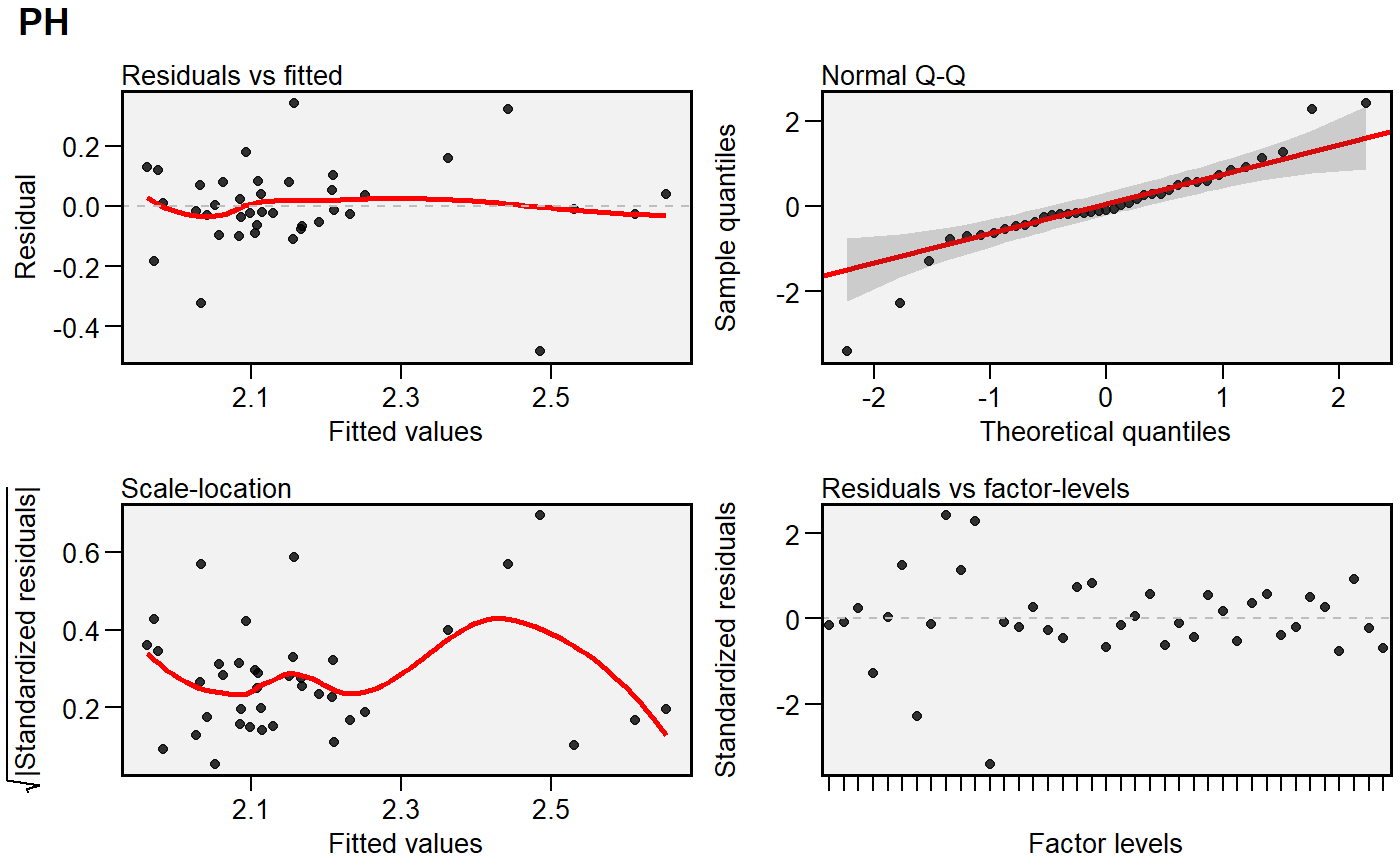 PH
Residuals vs fitted
Residual
0.2
0.0
-0.2
-0.4
2.1 2.3 2.5
Fitted values
Normal Q-Q
Sample quantiles
2
0
-2
-2 -1 0 1 2
Theoretical quantiles
Scale-location
√|Standardized residuals|
0.6
0.4
0.2
2.1 2.3 2.5
Fitted values
Residuals vs factor-levels
Standardized residuals
2
0
-2
Factor levels